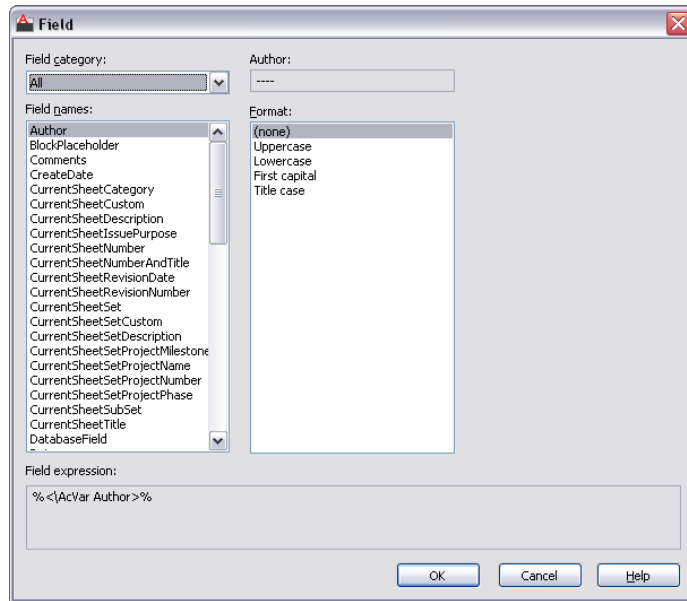 Field
Field category:
All
Field names:
Author
BlockPlaceholder
Comments
CreateDate
CurrentSheetCategory
CurrentSheetCustom
CurrentSheetDescription
CurrentSheetIssuePurpose
CurrentSheetNumber
CurrentSheetNumberAndTitle
CurrentSheetRevisionDate
CurrentSheetRevisionNumber
CurrentSheetSet
CurrentSheetSetCustom
CurrentSheetSetDescription
CurrentSheetSetProjectMilestone
CurrentSheetSetProjectName
CurrentSheetSetProjectNumber
CurrentSheetSetProjectPhase
CurrentSheetSubSet
CurrentSheetTitle
DatabaseField
Author:
----
Format:
(none)
Uppercase
Lowercase
First capital
Title case
Field expression:
%<\AcVar Author>%
OK
Cancel
Help